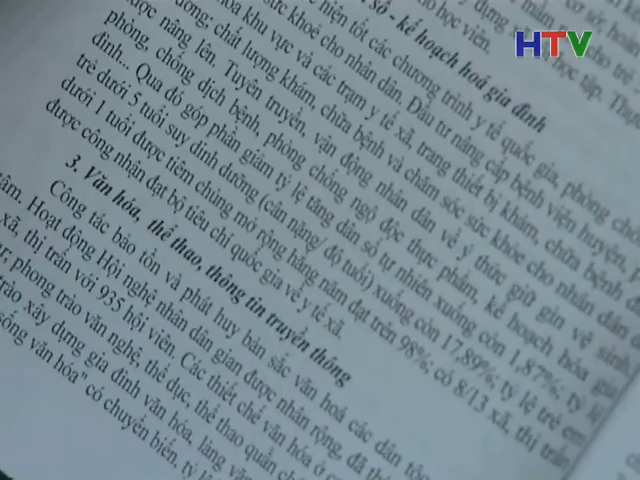 HTV
số - kế hoạch hoá gia đình
hiện tốt các chương trình y tế quốc gia, phòng
sức khoẻ cho nhân dân. Đầu tư nâng cấp bệnh viện huyện,
khu vực và các trạm y tế xã, trang thiết bị khám, chữa bệnh
chất lượng khám, chữa bệnh và chăm sóc sức khỏe cho nhân dân
được nâng lên. Tuyên truyền, vận động nhân dân về ý thức giữ gìn vệ sinh
phòng, chống dịch bệnh, phòng chống ngộ độc thực phẩm, kế hoạch hóa gia
đình... Qua đó góp phần giảm tỷ lệ tăng dân số tự nhiên xuống còn 1,87%; tỷ lệ
trẻ dưới 5 tuổi suy dinh dưỡng (cân nặng/độ tuổi) xuống còn 17,89%; tỷ lệ trẻ em
dưới 1 tuổi được tiêm chủng mở rộng hằng năm đạt trên 98%; có 8/13 xã, thị trấn
được công nhận đạt bộ tiêu chí quốc gia về y tế xã.
3. Văn hóa, thể thao, thông tin truyền thông
Công tác bảo tồn và phát huy bản sắc văn hoá các dân tộc
tâm. Hoạt động Hội nghệ nhân dân gian được nhân rộng, đã
xã, thị trấn với 935 hội viên. Các thiết chế văn hóa ở
phong trào văn nghệ, thể dục, thể thao quần
trào xây dựng gia đình văn hóa, làng
sống văn hóa" có chuyển biến, tỷ